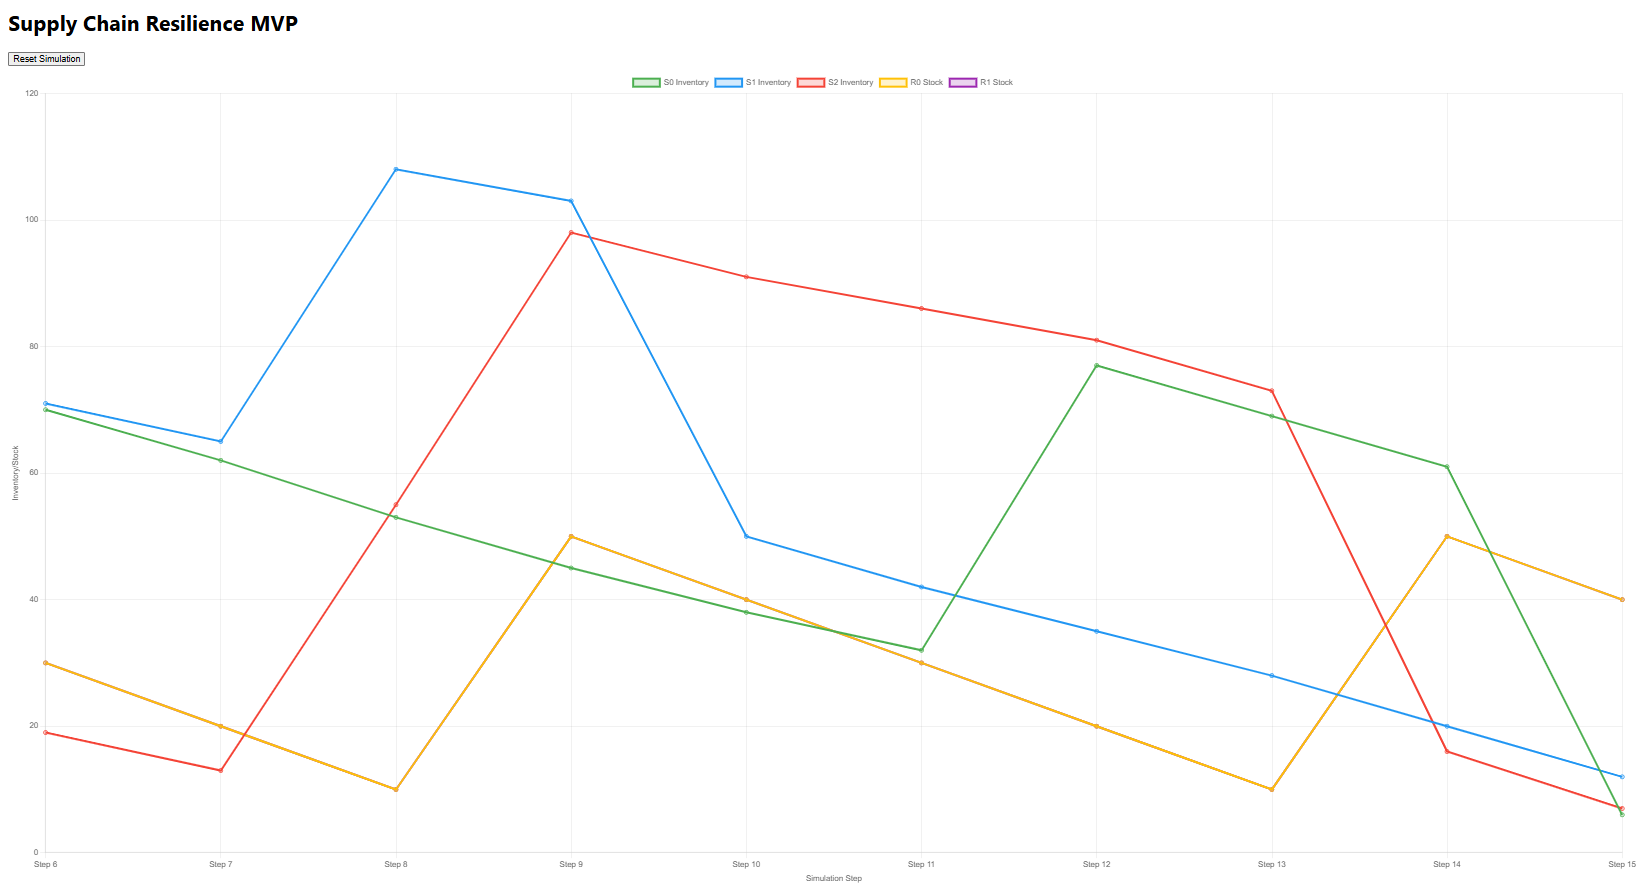 Supply Chain Resilience MVP
Reset Simulation
S0 Inventory S1 Inventory S2 Inventory R0 Stock R1 Stock
120
100
80
60
40
20
0
Inventory/Stock
Step 6 Step 7 Step 8 Step 9 Step 10 Step 11 Step 12 Step 13 Step 14 Step 15
Simulation Step